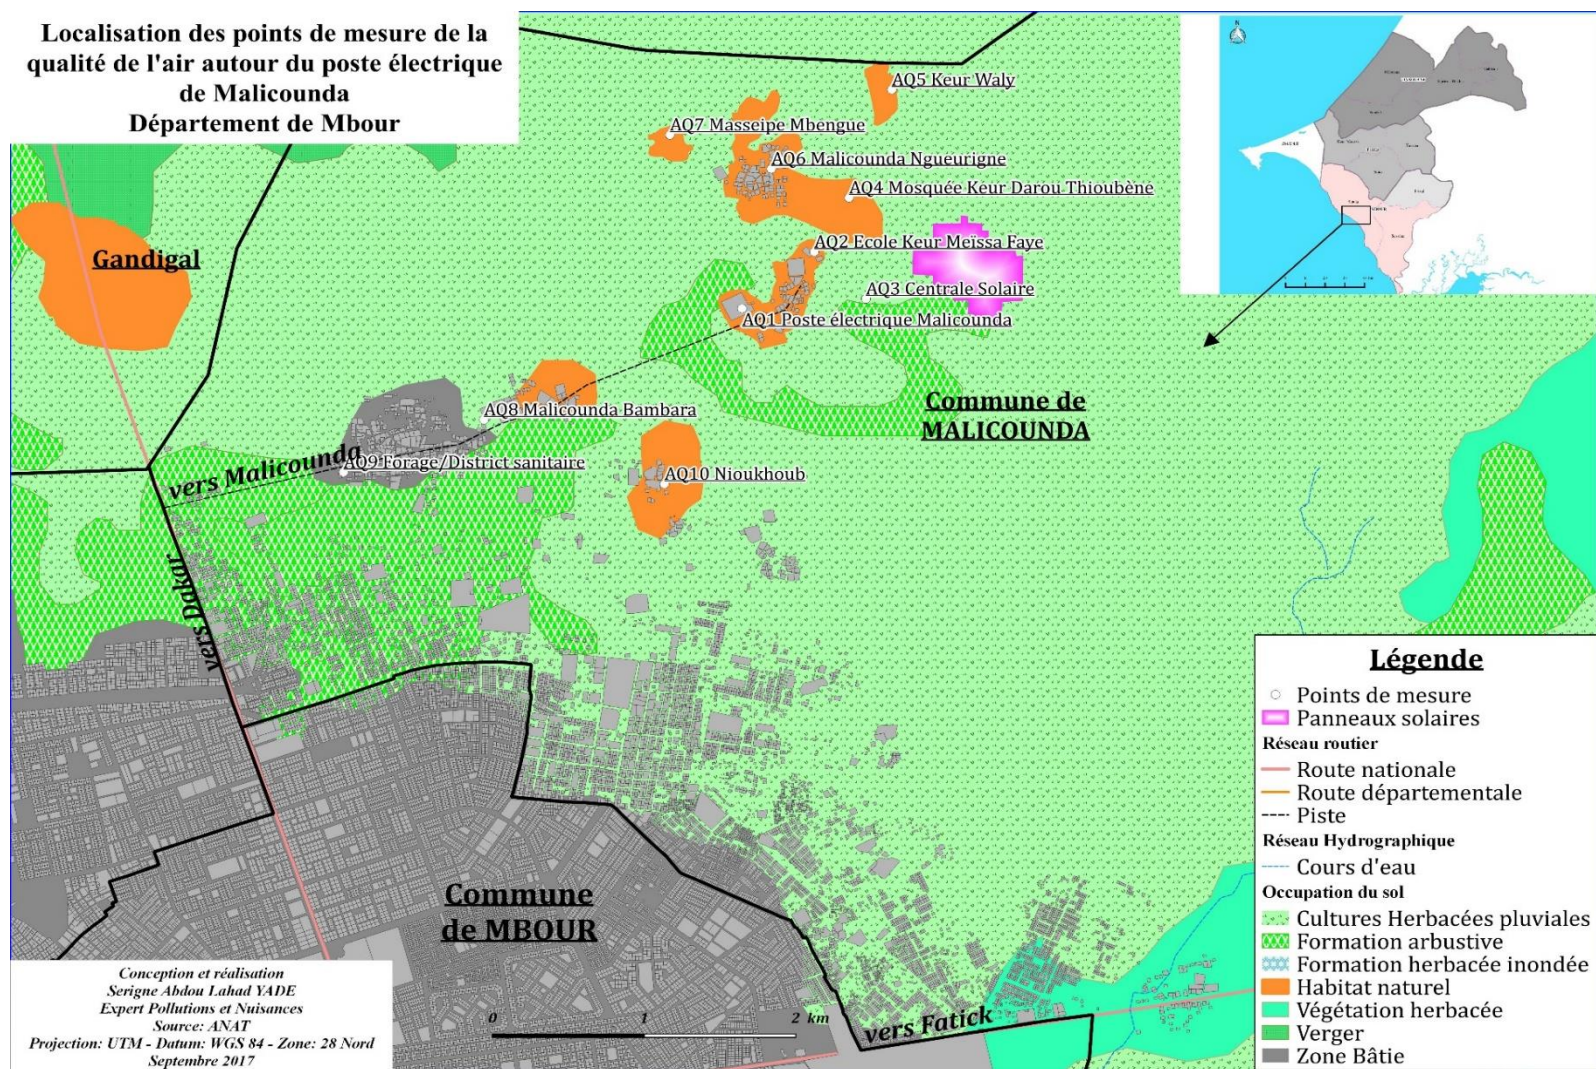 Localisation des points de mesure de la
qualité de l'air autour du poste électrique
de Malicounda
Département de Mbour
N
AQ5 Keur Waly
AQ7 Masseipe Mbengue
AQ6 Malicounda Ngueurigne
AQ4 Mosquée Keur Darou Thioubène
AQ2 Ecole Keur Meïssa Faye
Gandigal
AQ3 Centrale Solaire
AQ1 Poste électrique Malicounda
Commune de
MALICOUNDA
AQ8 Malicounda Bambara
vers Malicounda
AQ9 Forage/District sanitaire
AQ10 Nioukhoub
vers Dakar
Commune
de MBOUR
vers Fatick
0 1 2 km
Conception et réalisation
Serigne Abdou Lahad YADE
Expert Pollutions et Nuisances
Source: ANAT
Projection: UTM - Datum: WGS 84 - Zone: 28 Nord
Septembre 2017
Légende
Points de mesure
Panneaux solaires
Réseau routier
Route nationale
Route départementale
Piste
Réseau Hydrographique
Cours d'eau
Occupation du sol
Cultures Herbacées pluviales
Formation arbustive
Formation herbacée inondée
Habitat naturel
Végétation herbacée
Verger
Zone Bâtie